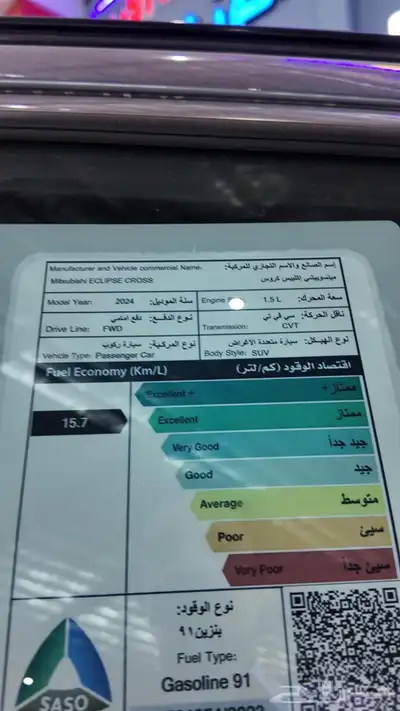 Manufacturer and Vehicle commercial Name: إسم الصانع والاسم التجاري للمركبة:
Mitsubishi ECLIPSE CROSS ميتسوبيشي اكليبس كروس
Model Year: 2024 سنة الموديل:
Engine 1.5 L سعة المحرك:
Drive Line: FWD نوع الدفع: دفع امامي
Transmission: CVT ناقل الحركة: سي في تي
Vehicle Type: Passenger Car نوع المركبة: سيارة ركوب
Body Style: SUV نوع الهيكل: سيارة متعددة الأغراض
Fuel Economy (Km/L) اقتصاد الوقود (كم/لتر)
Excellent + ممتاز+
15.7
Excellent ممتاز
Very Good جيد جداً
Good جيد
Average متوسط
Poor سيئ
Very Poor سيئ جداً
نوع الوقود:
بنزين٩١
Fuel Type:
Gasoline 91
SASO